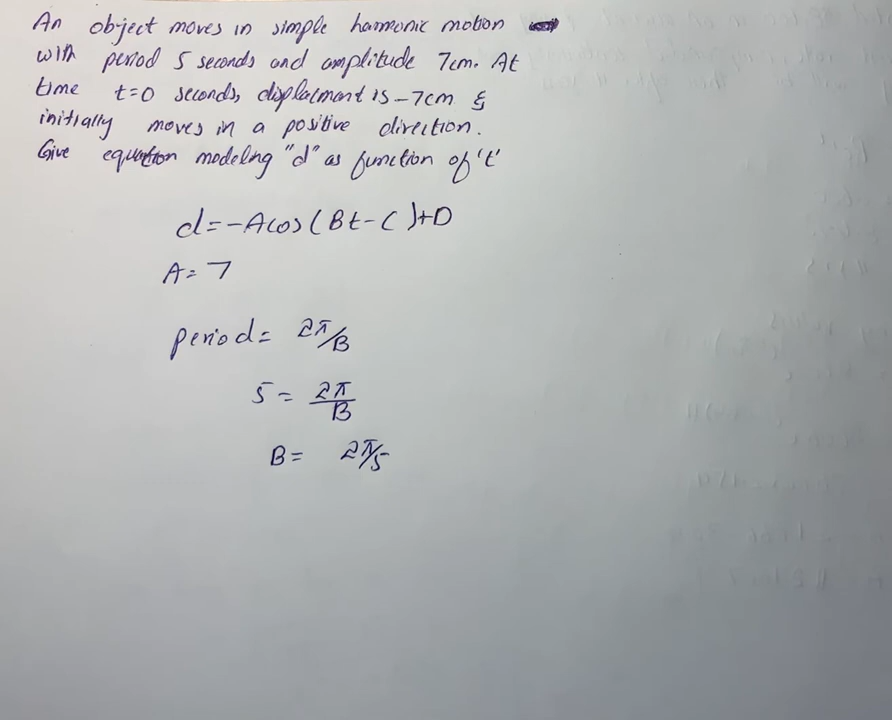 An object moves in simple harmonic motion
with period 5 seconds and amplitude 7cm. At
time t=0 seconds, displacment is -7cm &
initially moves in a positive direction.
Give equation modeling "d" as function of 't'
d=-Acos(Bt-C)+D
A=7
period= 2π/B
5= 2π/B
B= 2π/5